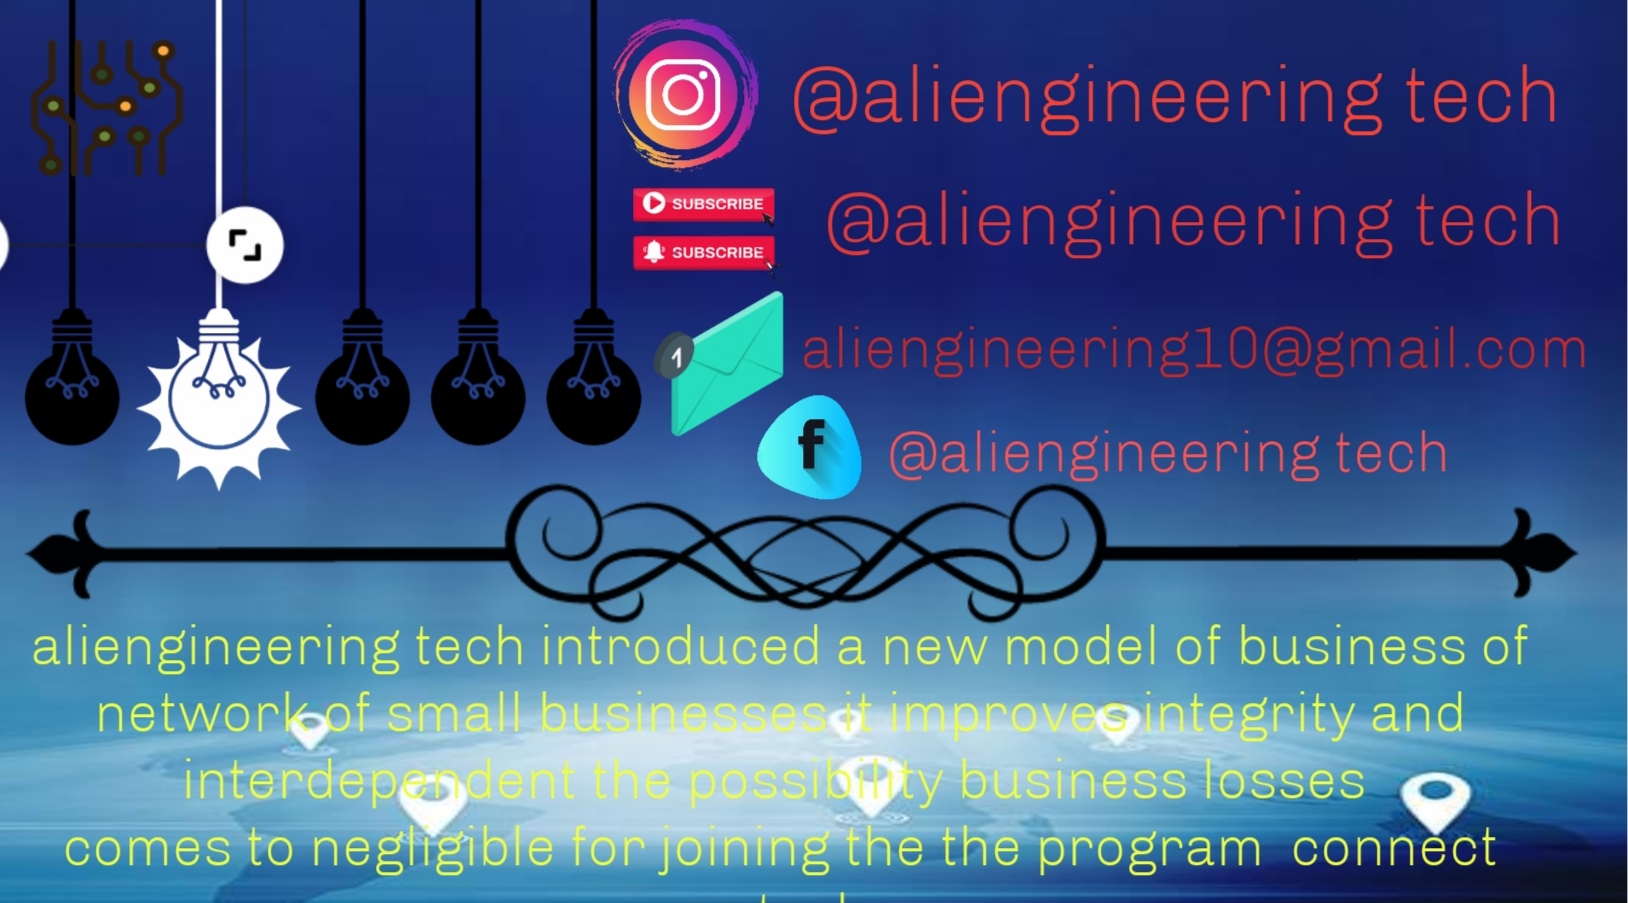 @aliengineering tech
SUBSCRIBE
@aliengineering tech
SUBSCRIBE
1
aliengineering10@gmail.com
f
@aliengineering tech
aliengineering tech introduced a new model of business of
network of small businesses it improves integrity and
interdependent the possibility business losses
comes to negligible for joining the the program connect